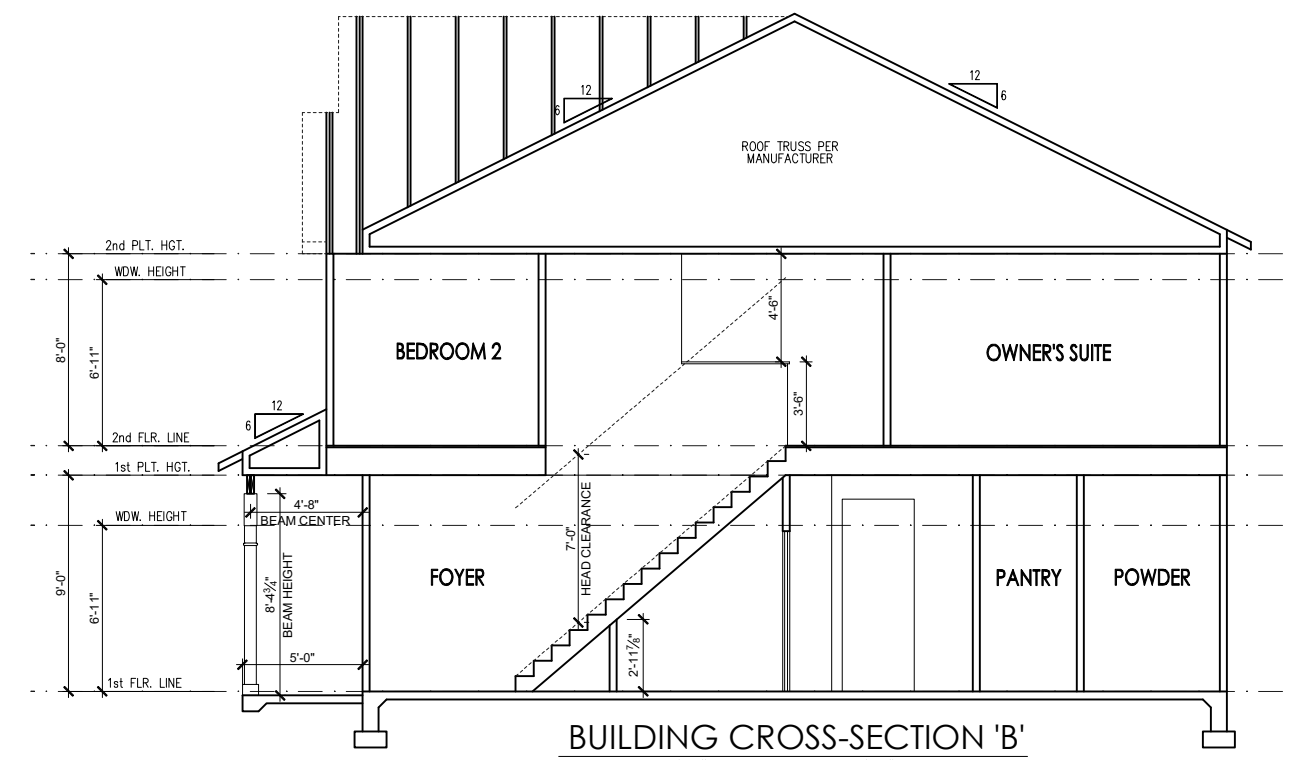 12
6
12
6
ROOF TRUSS PER
MANUFACTURER
2nd PLT. HGT.
WDW. HEIGHT
8'-0"
6'-11"
4'-6"
BEDROOM 2
OWNER'S SUITE
3'-6"
12
6
2nd FLR. LINE
1st PLT. HGT.
4'-8"
BEAM CENTER
WDW. HEIGHT
7'-0"
HEAD CLEARANCE
9'-0"
6'-11"
8'-4¾"
BEAM HEIGHT
FOYER
PANTRY
POWDER
5'-0"
2'-11⅞"
1st FLR. LINE
BUILDING CROSS-SECTION 'B'